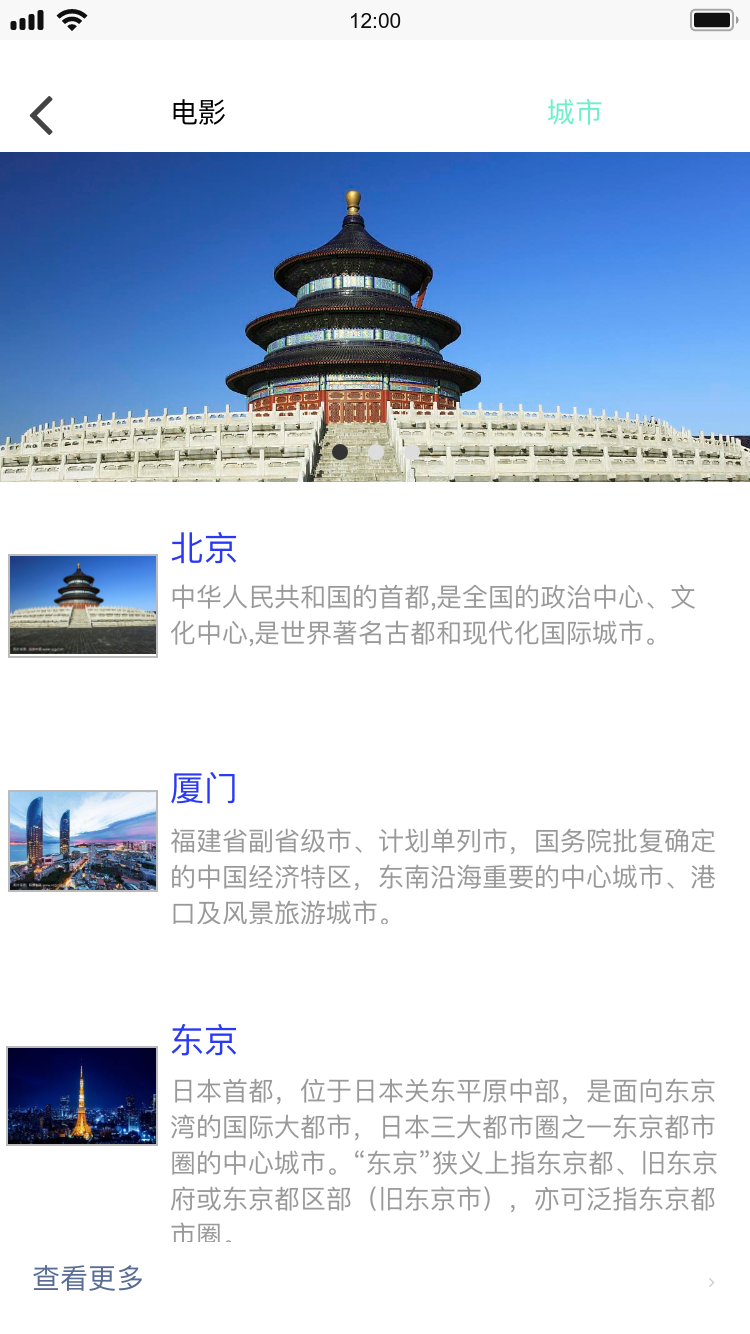 12:00
电影
城市
北京
中华人民共和国的首都,是全国的政治中心、文
化中心,是世界著名古都和现代化国际城市。
厦门
福建省副省级市、计划单列市，国务院批复确定
的中国经济特区，东南沿海重要的中心城市、港
口及风景旅游城市。
东京
日本首都，位于日本关东平原中部，是面向东京
湾的国际大都市，日本三大都市圈之一东京都市
圈的中心城市。“东京”狭义上指东京都、旧东京
府或东京都区部（旧东京市），亦可泛指东京都
市圈。
查看更多